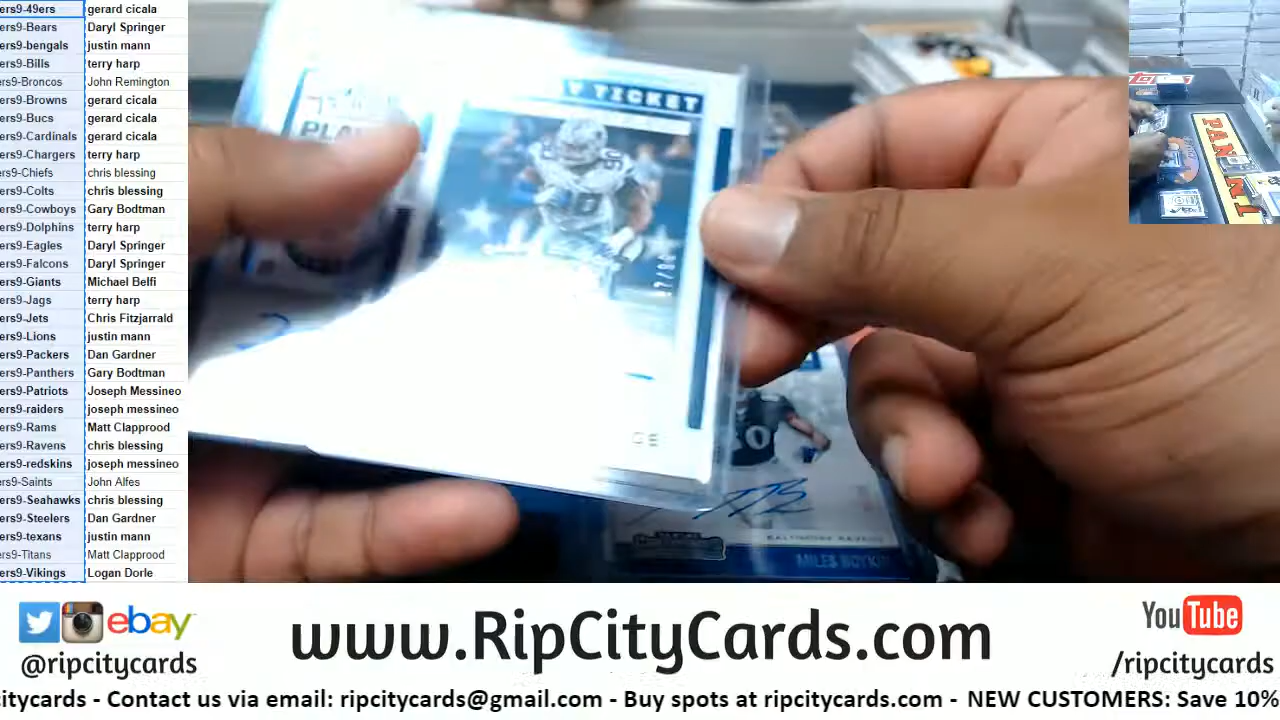 ers9-49ers gerard cicala
ers9-Bears Daryl Springer
ers9-bengals justin mann
ers9-Bills terry harp
ers9-Broncos John Remington
ers9-Browns gerard cicala
ers9-Bucs gerard cicala
ers9-Cardinals gerard cicala
ers9-Chargers terry harp
ers9-Chiefs chris blessing
ers9-Colts chris blessing
ers9-Cowboys Gary Bodtman
ers9-Dolphins terry harp
ers9-Eagles Daryl Springer
ers9-Falcons Daryl Springer
ers9-Giants Michael Belfi
ers9-Jags terry harp
ers9-Jets Chris Fitzjarrald
ers9-Lions justin mann
ers9-Packers Dan Gardner
ers9-Panthers Gary Bodtman
ers9-Patriots Joseph Messineo
ers9-raiders joseph messineo
ers9-Rams Matt Clapprood
ers9-Ravens chris blessing
ers9-redskins joseph messineo
ers9-Saints John Alfes
ers9-Seahawks chris blessing
ers9-Steelers Dan Gardner
ers9-texans justin mann
ers9-Titans Matt Clapprood
ers9-Vikings Logan Dorle
TICKET
BALTIMORE RAVENS
MILES BOYKIN
PANINI
ebay
@ripcitycards
www.RipCityCards.com
YouTube
/ripcitycards
citycards - Contact us via email: ripcitycards@gmail.com - Buy spots at ripcitycards.com - NEW CUSTOMERS: Save 10%